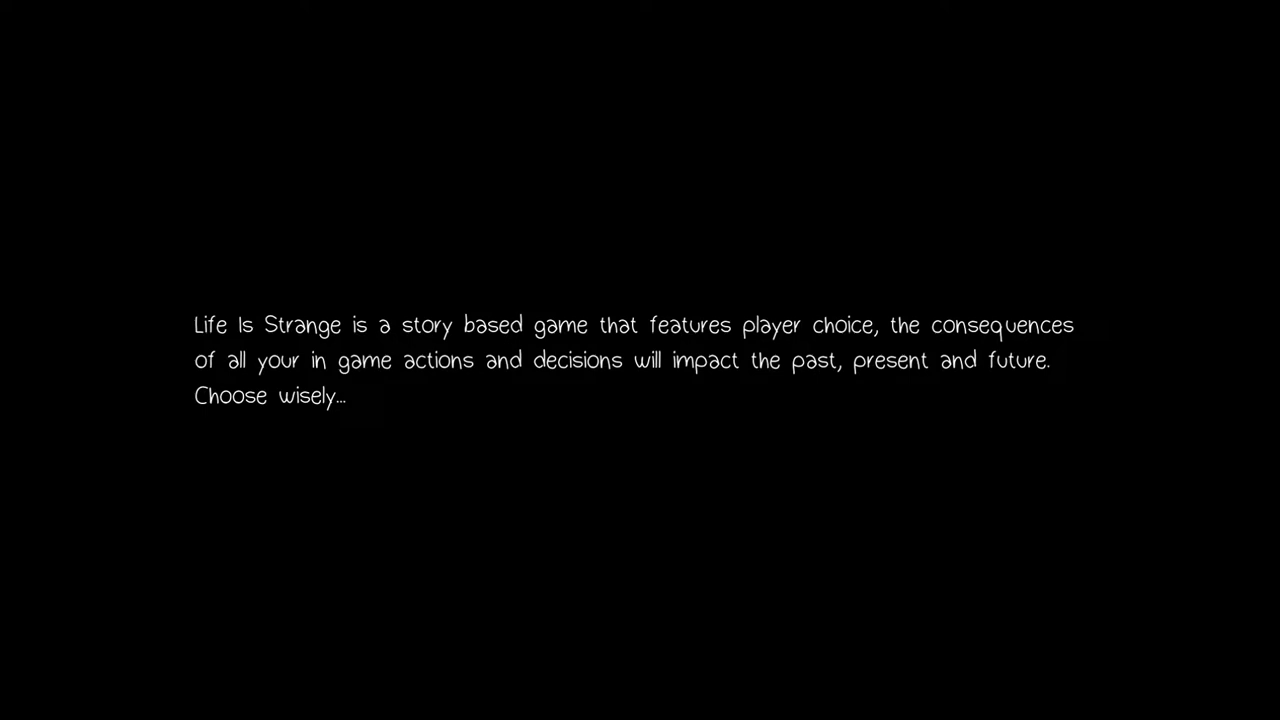 Life Is Strange is a story based game that features player choice, the consequences
of all your in game actions and decisions will impact the past, present and future.
Choose wisely...